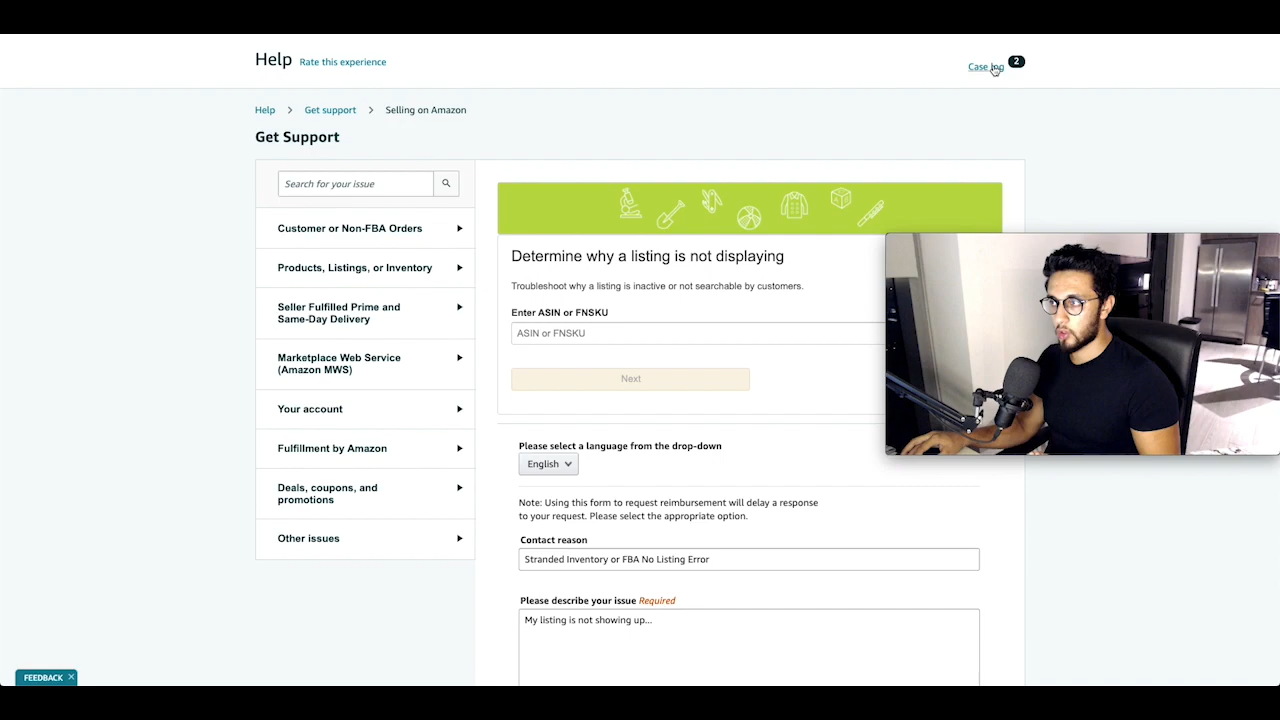 Help Rate this experience
Case log 2
Help > Get support > Selling on Amazon
Get Support
Search for your issue
Customer or Non-FBA Orders
Products, Listings, or Inventory
Seller Fulfilled Prime and
Same-Day Delivery
Marketplace Web Service
(Amazon MWS)
Your account
Fulfillment by Amazon
Deals, coupons, and
promotions
Other issues
Determine why a listing is not displaying
Troubleshoot why a listing is inactive or not searchable by customers.
Enter ASIN or FNSKU
ASIN or FNSKU
Next
Please select a language from the drop-down
English
Note: Using this form to request reimbursement will delay a response
to your request. Please select the appropriate option.
Contact reason
Stranded Inventory or FBA No Listing Error
Please describe your issue Required
My listing is not showing up...
FEEDBACK X